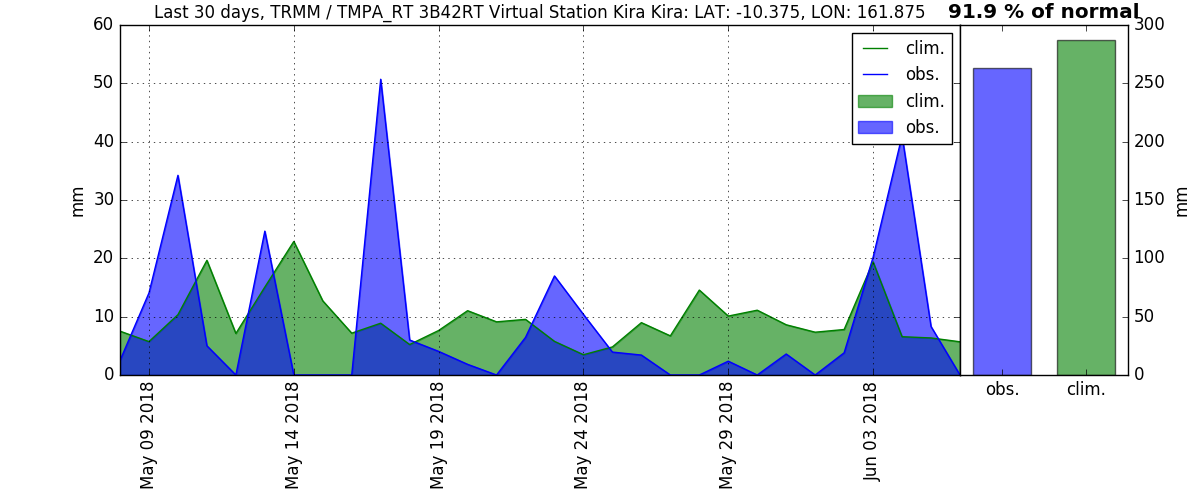 Last 30 days, TRMM / TMPA_RT 3B42RT Virtual Station Kira Kira: LAT: -10.375, LON: 161.875
91.9 % of normal
60
50
40
30
20
10
0
mm
clim.
obs.
clim.
obs.
May 09 2018
May 14 2018
May 19 2018
May 24 2018
May 29 2018
Jun 03 2018
300
250
200
150
100
50
0
mm
obs.
clim.